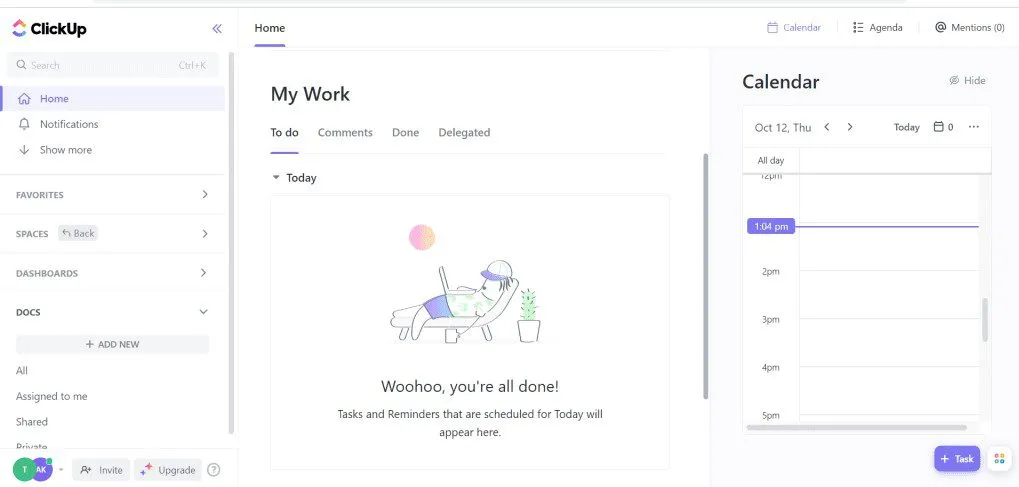 ClickUp
Search Ctrl+K
Home
Notifications
Show more
FAVORITES
SPACES Back
DASHBOARDS
DOCS
+ ADD NEW
All
Assigned to me
Shared
Private
T AK Invite Upgrade ?
Home
Calendar Agenda @ Mentions (0)
My Work
To do Comments Done Delegated
Today
Woohoo, you're all done!
Tasks and Reminders that are scheduled for Today will
appear here.
Calendar Hide
Oct 12, Thu Today 0 ...
All day
12pm
1:04 pm
2pm
3pm
4pm
5pm
+ Task